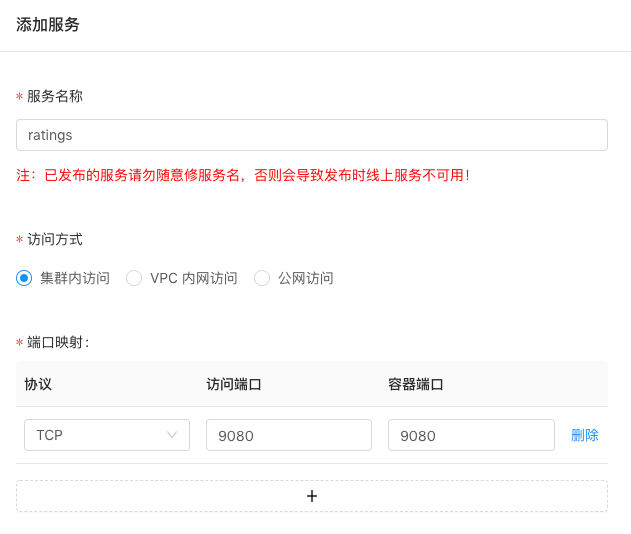 添加服务
* 服务名称
ratings
注：已发布的服务请勿随意修服务名，否则会导致发布时线上服务不可用！
* 访问方式
集群内访问 VPC 内网访问 公网访问
* 端口映射：
协议 访问端口 容器端口
TCP 9080 9080 删除
+